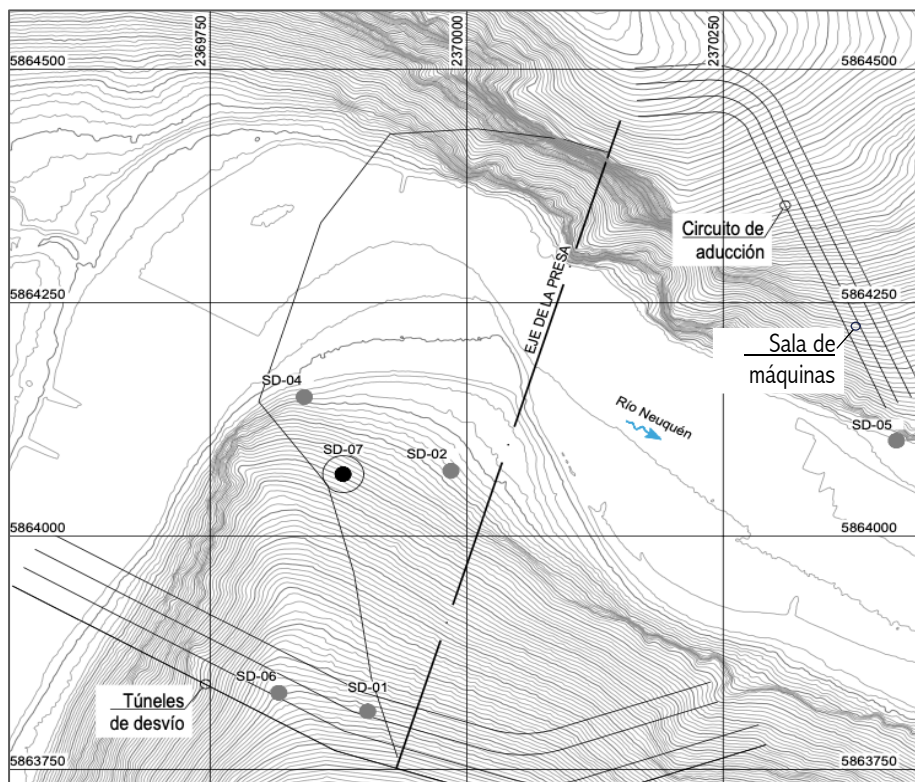 2369750
2370000
2370250
5864500
5864500
Circuito de
aducción
EJE DE LA PRESA
5864250
5864250
Sala de
máquinas
SD-04
Río Neuquén
SD-05
SD-07
SD-02
5864000
5864000
SD-06
SD-01
Túneles
de desvío
5863750
5863750